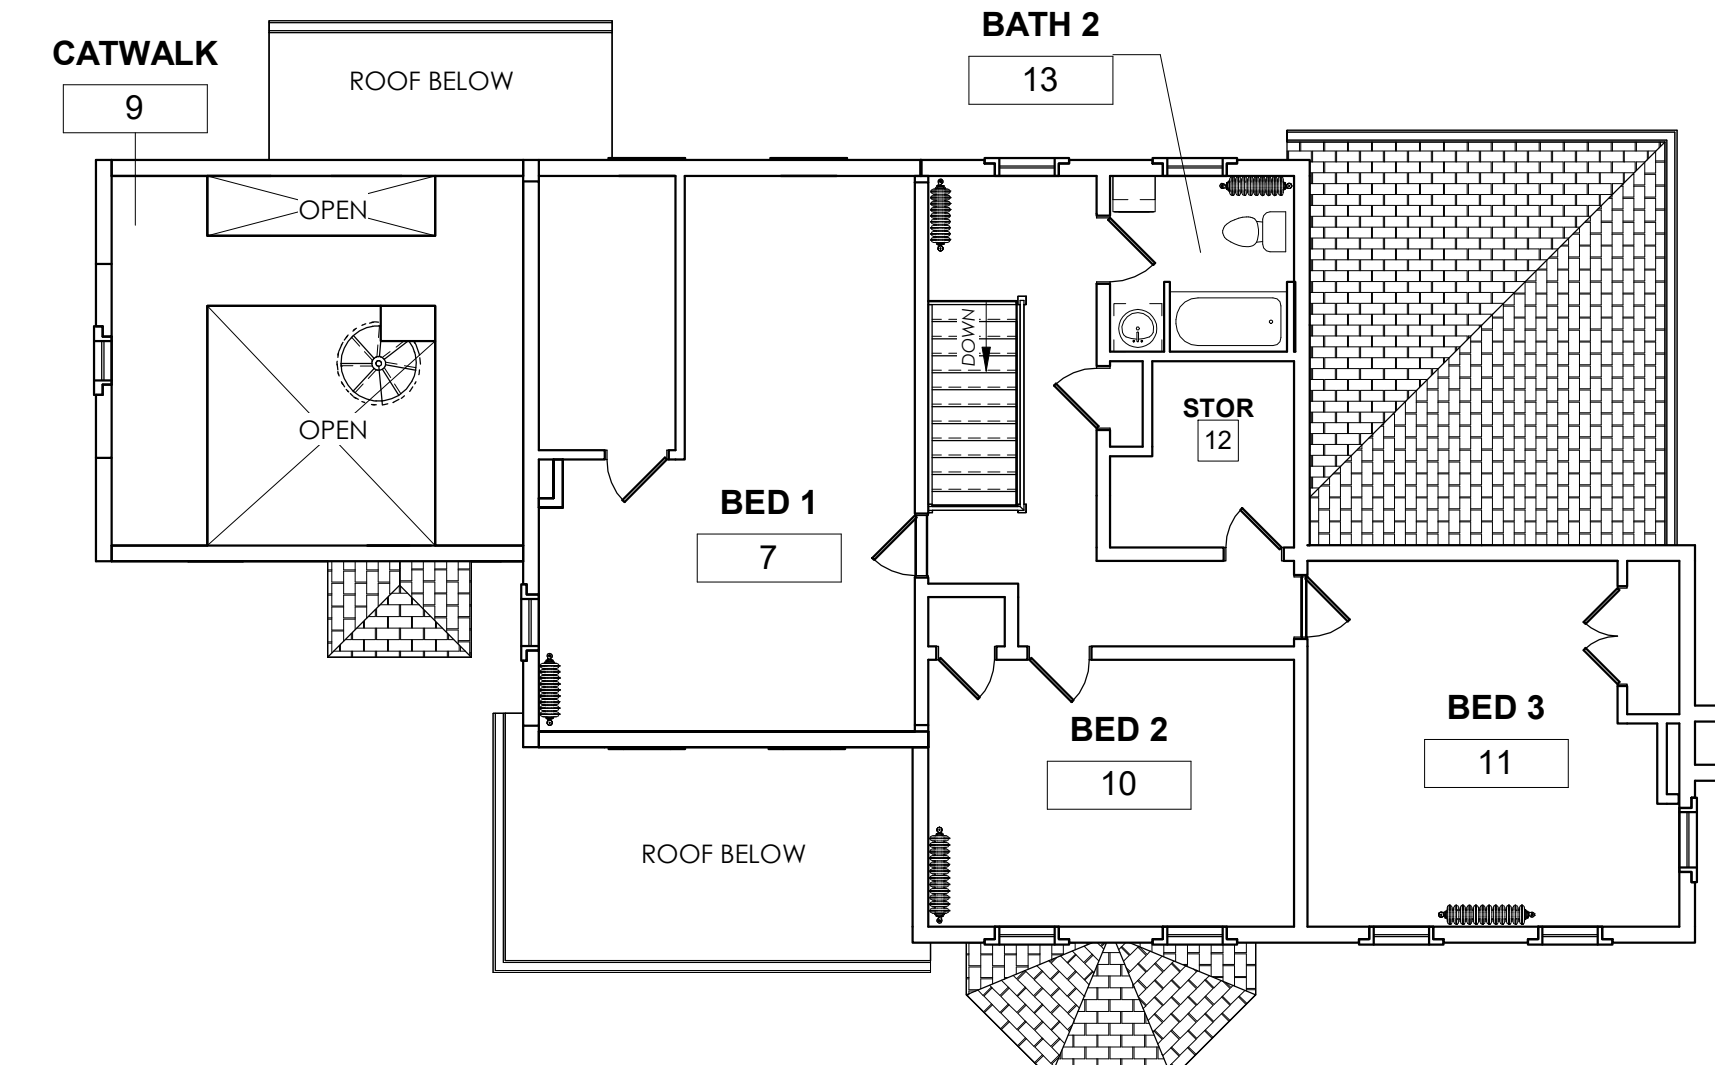 BATH 2
13
CATWALK
9
ROOF BELOW
OPEN
DOWN
STOR
12
OPEN
BED 1
7
BED 2
10
BED 3
11
ROOF BELOW